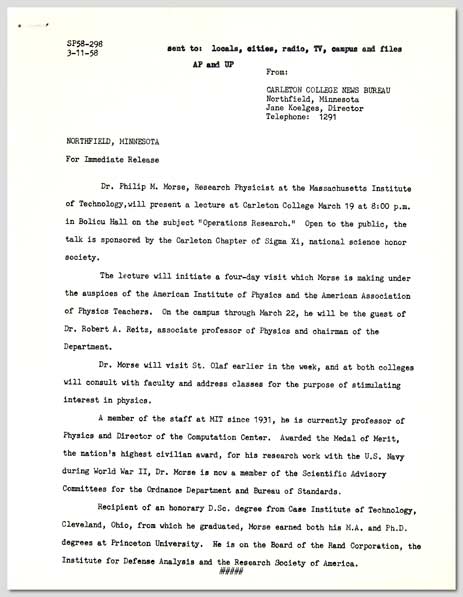 SP58-298
3-11-58
sent to: locals, cities, radio, TV, campus and files
AP and UP
From:
CARLETON COLLEGE NEWS BUREAU
Northfield, Minnesota
Jane Koelges, Director
Telephone: 1291
NORTHFIELD, MINNESOTA
For Immediate Release
Dr. Philip M. Morse, Research Physicist at the Massachusetts Institute
of Technology,will present a lecture at Carleton College March 19 at 8:00 p.m.
in Bolicu Hall on the subject "Operations Research." Open to the public, the
talk is sponsored by the Carleton Chapter of Sigma Xi, national science honor
society.
The lecture will initiate a four-day visit which Morse is making under
the auspices of the American Institute of Physics and the American Association
of Physics Teachers. On the campus through March 22, he will be the guest of
Dr. Robert A. Reits, associate professor of Physics and chairman of the
Department.
Dr. Morse will visit St. Olaf earlier in the week, and at both colleges
will consult with faculty and address classes for the purpose of stimulating
interest in physics.
A member of the staff at MIT since 1931, he is currently professor of
Physics and Director of the Computation Center. Awarded the Medal of Merit,
the nation's highest civilian award, for his research work with the U.S. Navy
during World War II, Dr. Morse is now a member of the Scientific Advisory
Committees for the Ordnance Department and Bureau of Standards.
Recipient of an honorary D.Sc. degree from Case Institute of Technology,
Cleveland, Ohio, from which he graduated, Morse earned both his M.A. and Ph.D.
degrees at Princeton University. He is on the Board of the Rand Corporation, the
Institute for Defense Analysis and the Research Society of America.
#####